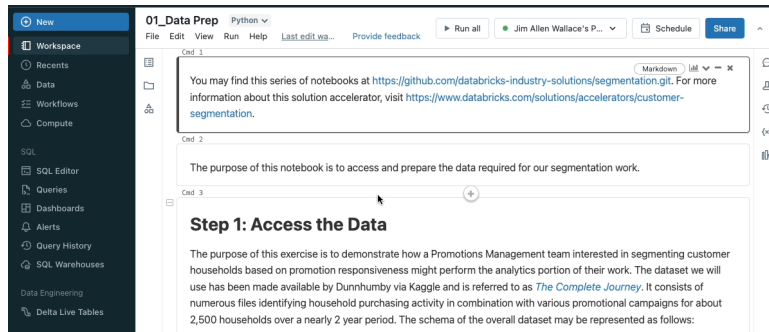 New
Workspace
Recents
Data
Workflows
Compute
SQL
SQL Editor
Queries
Dashboards
Alerts
Query History
SQL Warehouses
Data Engineering
Delta Live Tables
01_Data Prep Python
File Edit View Run Help Last edit wa... Provide feedback
Run all
Jim Allen Wallace's P...
Schedule
Share
Cmd 1
Markdown
You may find this series of notebooks at https://github.com/databricks-industry-solutions/segmentation.git. For more
information about this solution accelerator, visit https://www.databricks.com/solutions/accelerators/customer-
segmentation.
Cmd 2
The purpose of this notebook is to access and prepare the data required for our segmentation work.
Cmd 3
Step 1: Access the Data
The purpose of this exercise is to demonstrate how a Promotions Management team interested in segmenting customer
households based on promotion responsiveness might perform the analytics portion of their work. The dataset we will
use has been made available by Dunnhumby via Kaggle and is referred to as The Complete Journey. It consists of
numerous files identifying household purchasing activity in combination with various promotional campaigns for about
2,500 households over a nearly 2 year period. The schema of the overall dataset may be represented as follows: